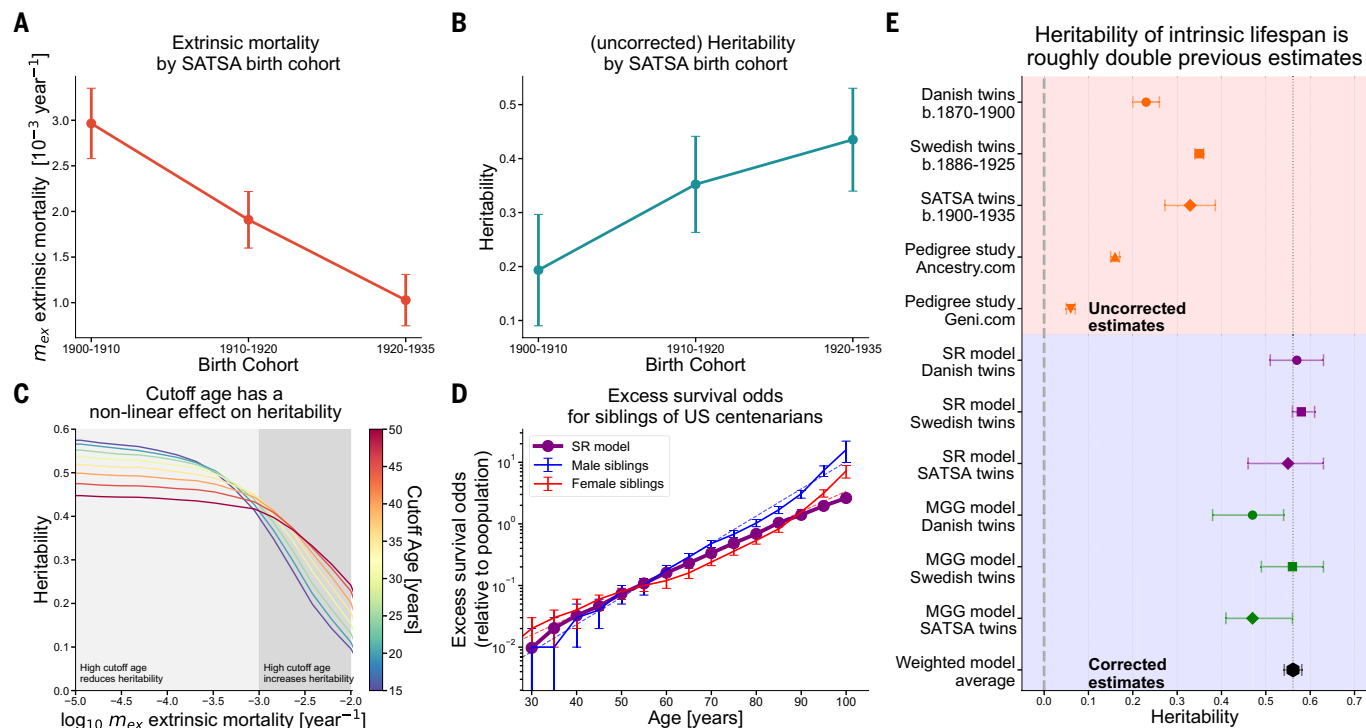 A
Extrinsic mortality
by SATSA birth cohort
m_ex extrinsic mortality [10⁻³ year⁻¹]
3.0
2.5
2.0
1.5
1.0
1900-1910
1910-1920
1920-1935
Birth Cohort
B
(uncorrected) Heritability
by SATSA birth cohort
Heritability
0.5
0.4
0.3
0.2
0.1
1900-1910
1910-1920
1920-1935
Birth Cohort
C
Cutoff age has a
non-linear effect on heritability
Heritability
0.6
0.5
0.4
0.3
0.2
0.1
0.0
High cutoff age
reduces heritability
High cutoff age
increases heritability
-5.0
-4.5
-4.0
-3.5
-3.0
-2.5
-2.0
log₁₀ m_ex extrinsic mortality [year⁻¹]
50
45
40
35
30
25
20
15
Cutoff Age [years]
D
Excess survival odds
for siblings of US centenarians
Excess survival odds
(relative to poopulation)
10¹
10⁰
10⁻¹
10⁻²
SR model
Male siblings
Female siblings
30
40
50
60
70
80
90
100
Age [years]
E
Heritability of intrinsic lifespan is
roughly double previous estimates
Danish twins
b.1870-1900
Swedish twins
b.1886-1925
SATSA twins
b.1900-1935
Pedigree study
Ancestry.com
Pedigree study
Geni.com
Uncorrected
estimates
SR model
Danish twins
SR model
Swedish twins
SR model
SATSA twins
MGG model
Danish twins
MGG model
Swedish twins
MGG model
SATSA twins
Weighted model
average
Corrected
estimates
0.0
0.1
0.2
0.3
0.4
0.5
0.6
0.7
Heritability